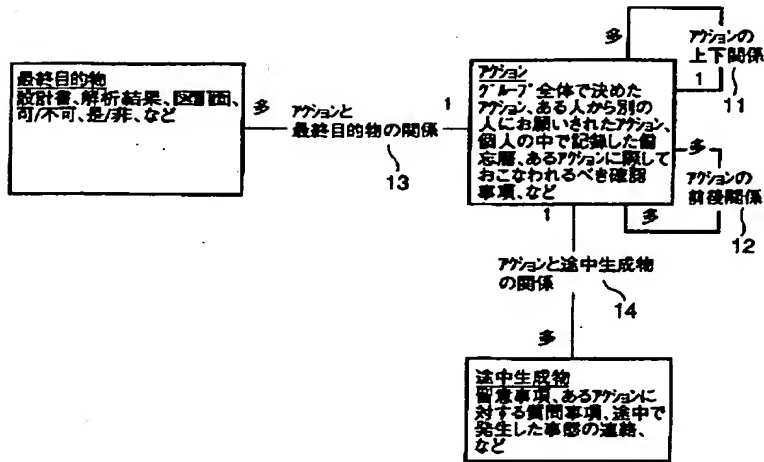 最終目的物
設計書、解析結果、図面、
可/不可、是/非、など
多
アクションと
最終目的物の関係
13
1
アクション
グループ全体で決めた
アクション、ある人から別の
人にお願いされたアクション、
個人の中で記録した備
忘録、あるアクションに際して
おこなわれるべき確認
事項、など
多
アクションの
上下関係
1
11
多
アクションの
前後関係
多
12
1
アクションと途中生成物
の関係
14
多
途中生成物
留意事項、あるアクションに
対する質問事項、途中で
発生した事態の連絡、
など